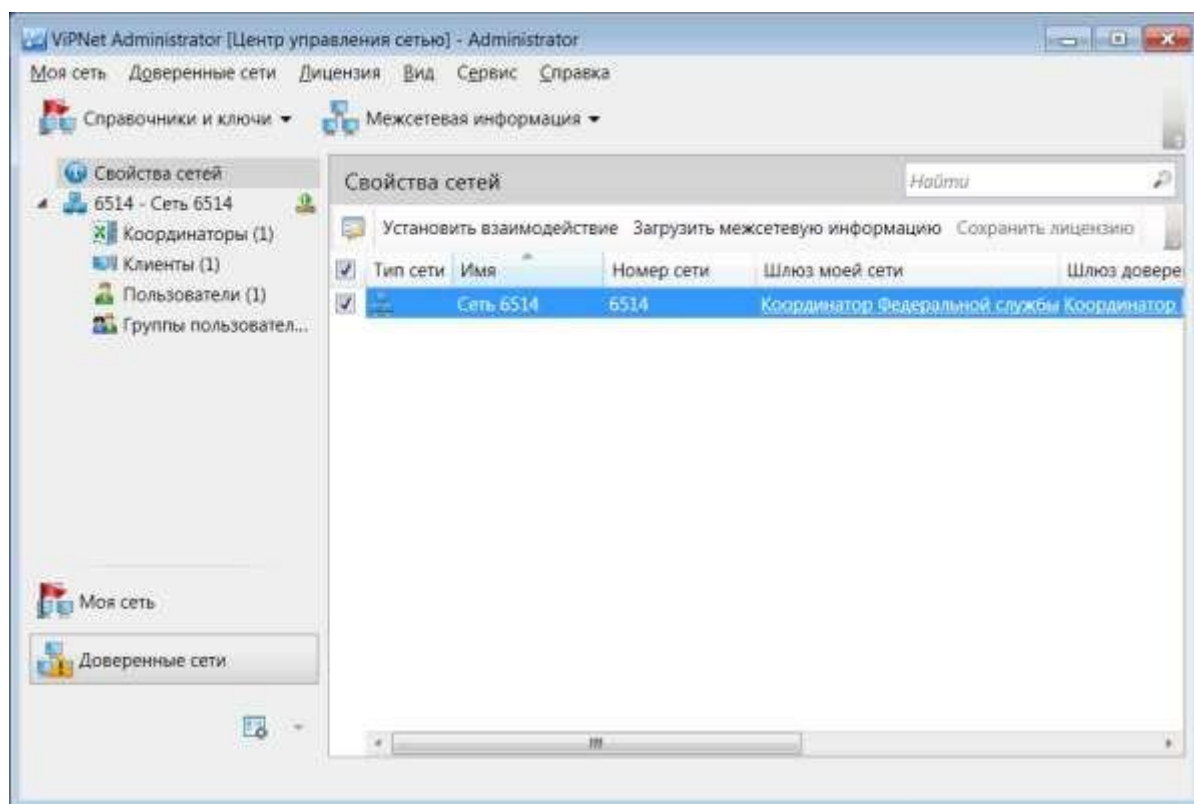 ViPNet Administrator [Центр управления сетью] - Administrator
Моя сеть Доверенные сети Лицензия Вид Сервис Справка
Справочники и ключи Межсетевая информация
Свойства сетей
6514 - Сеть 6514
Координаторы (1)
Клиенты (1)
Пользователи (1)
Группы пользовател...
Моя сеть
Доверенные сети
Свойства сетей Найти
Установить взаимодействие Загрузить межсетевую информацию Сохранить лицензию
Тип сети Имя Номер сети Шлюз моей сети Шлюз довере
Сеть 6514 6514 Координатор Федеральной службы Координатор